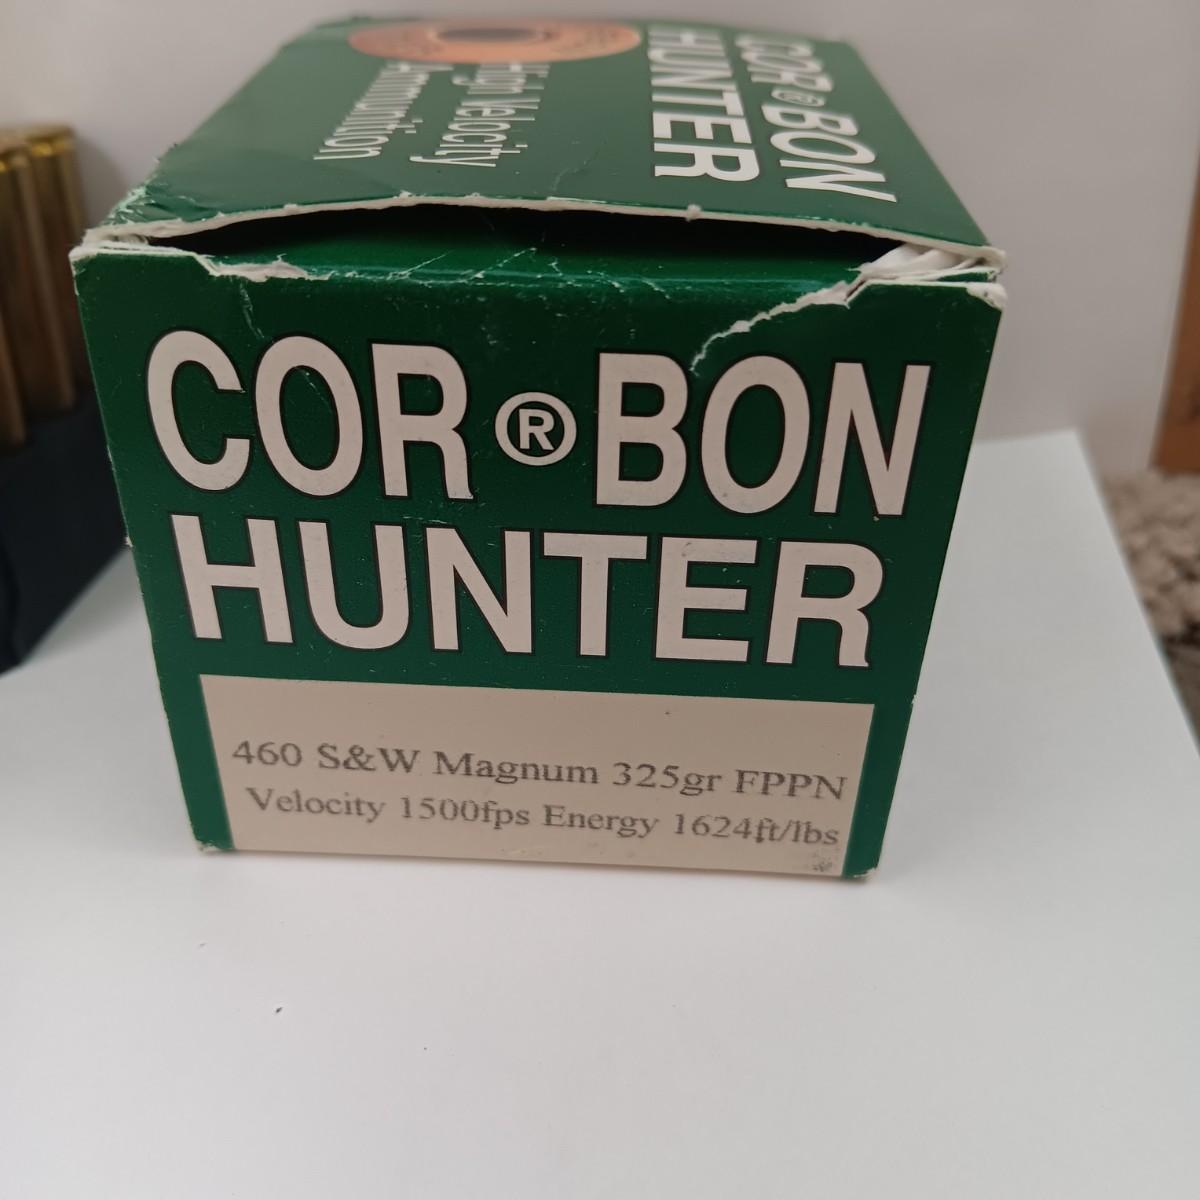 COR®BON
HUNTER
High Velocity
Ammunition
COR®BON
HUNTER
460 S&W Magnum 325gr FPPN
Velocity 1500fps Energy 1624ft/lbs